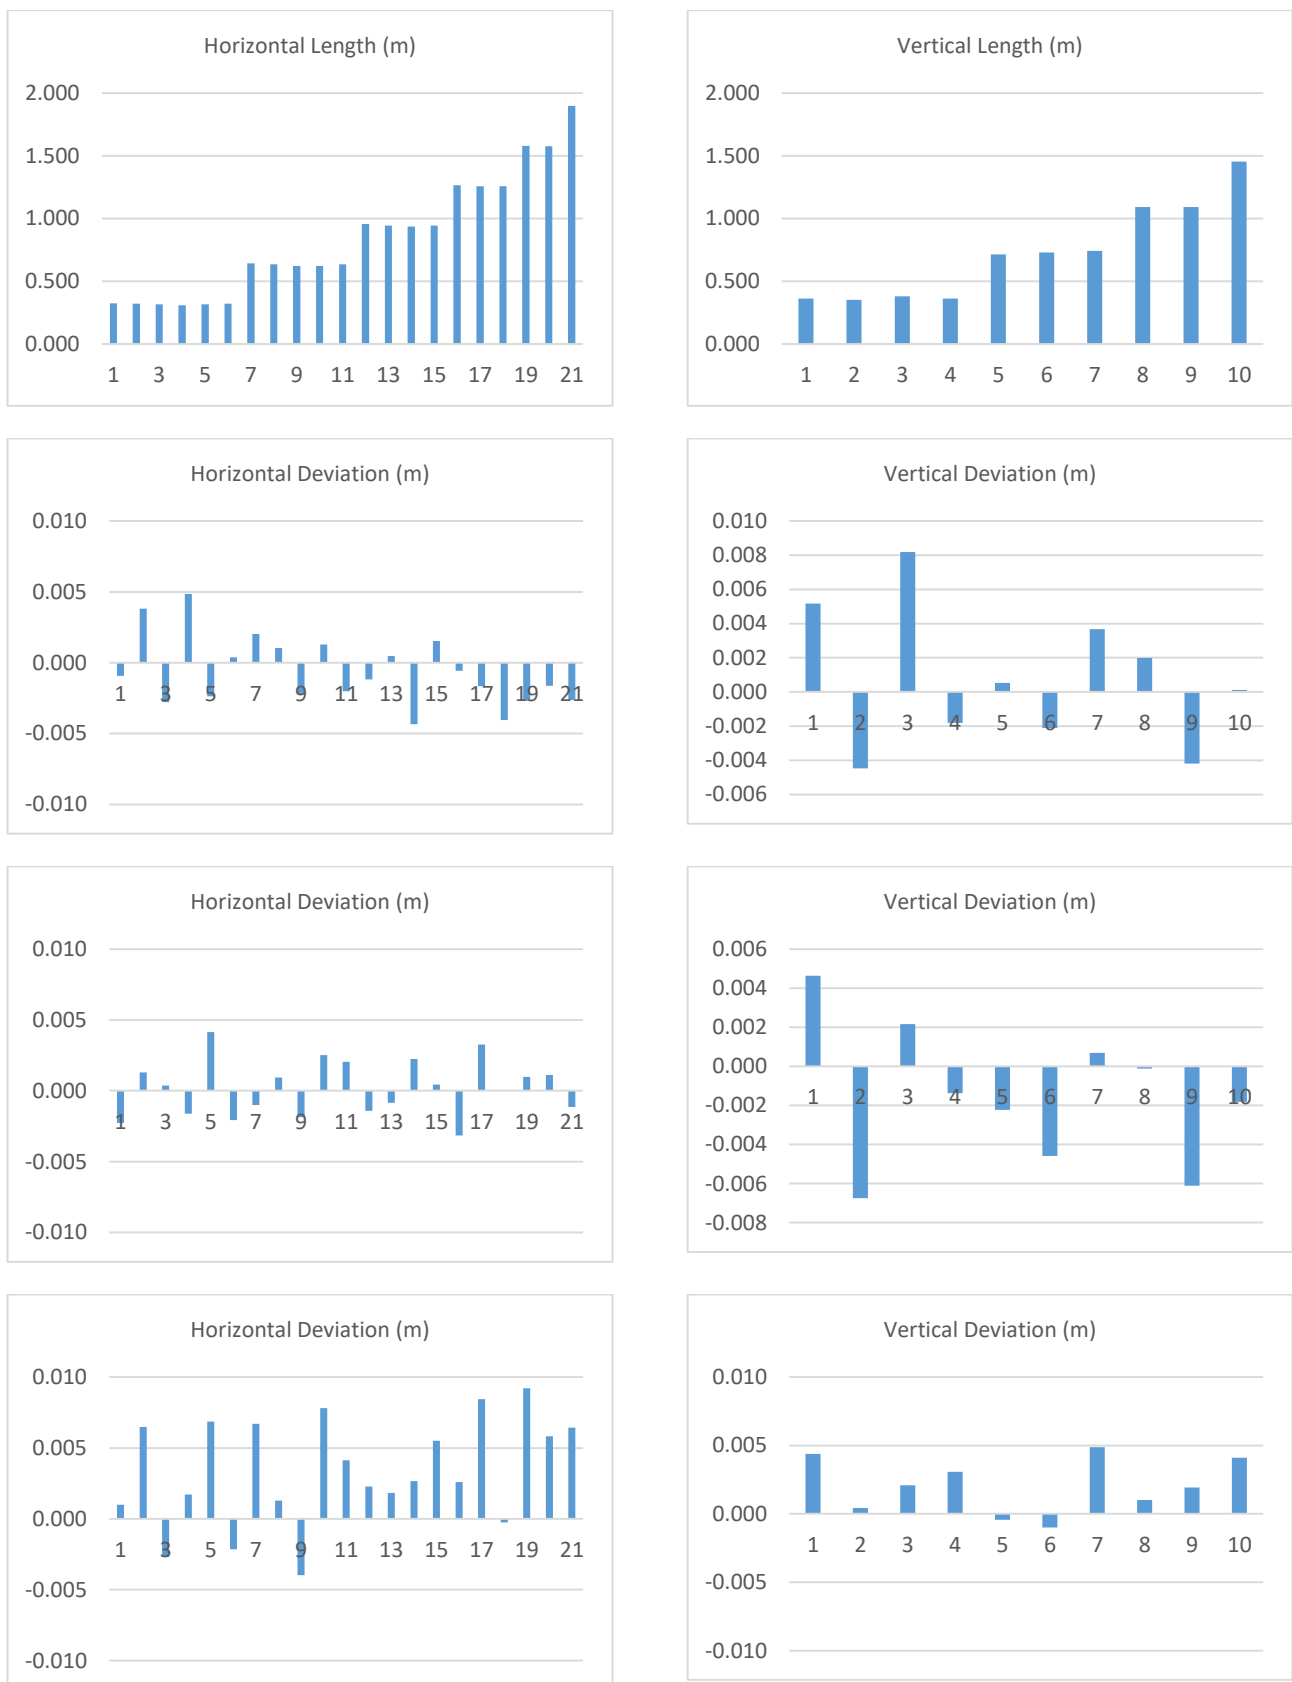 Horizontal Length (m)
2.000
1.500
1.000
0.500
0.000
1 3 5 7 9 11 13 15 17 19 21
Vertical Length (m)
2.000
1.500
1.000
0.500
0.000
1 2 3 4 5 6 7 8 9 10
Horizontal Deviation (m)
0.010
0.005
0.000
-0.005
-0.010
1 3 5 7 9 11 13 15 17 19 21
Vertical Deviation (m)
0.010
0.008
0.006
0.004
0.002
0.000
-0.002
-0.004
-0.006
1 2 3 4 5 6 7 8 9 10
Horizontal Deviation (m)
0.010
0.005
0.000
-0.005
-0.010
1 3 5 7 9 11 13 15 17 19 21
Vertical Deviation (m)
0.006
0.004
0.002
0.000
-0.002
-0.004
-0.006
-0.008
1 2 3 4 5 6 7 8 9 10
Horizontal Deviation (m)
0.010
0.005
0.000
-0.005
-0.010
1 3 5 7 9 11 13 15 17 19 21
Vertical Deviation (m)
0.010
0.005
0.000
-0.005
-0.010
1 2 3 4 5 6 7 8 9 10